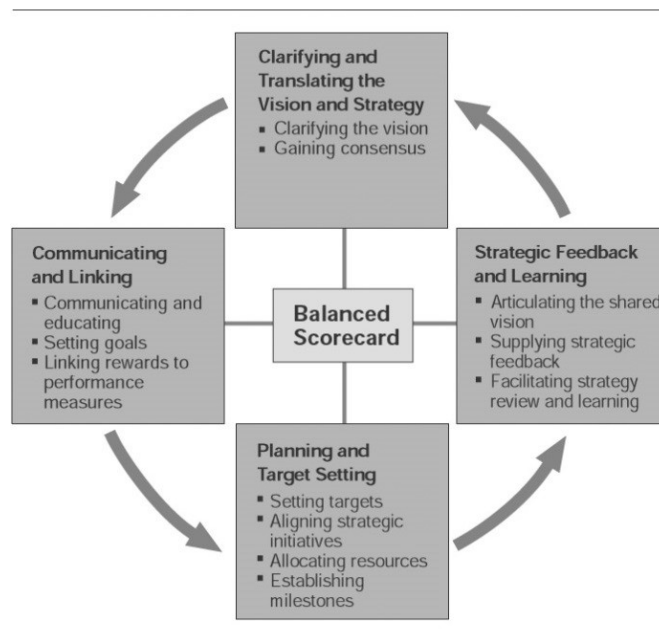 Clarifying and
Translating the
Vision and Strategy
▪ Clarifying the vision
▪ Gaining consensus
Communicating
and Linking
▪ Communicating and
educating
▪ Setting goals
▪ Linking rewards to
performance
measures
Balanced
Scorecard
Strategic Feedback
and Learning
▪ Articulating the shared
vision
▪ Supplying strategic
feedback
▪ Facilitating strategy
review and learning
Planning and
Target Setting
▪ Setting targets
▪ Aligning strategic
initiatives
▪ Allocating resources
▪ Establishing
milestones